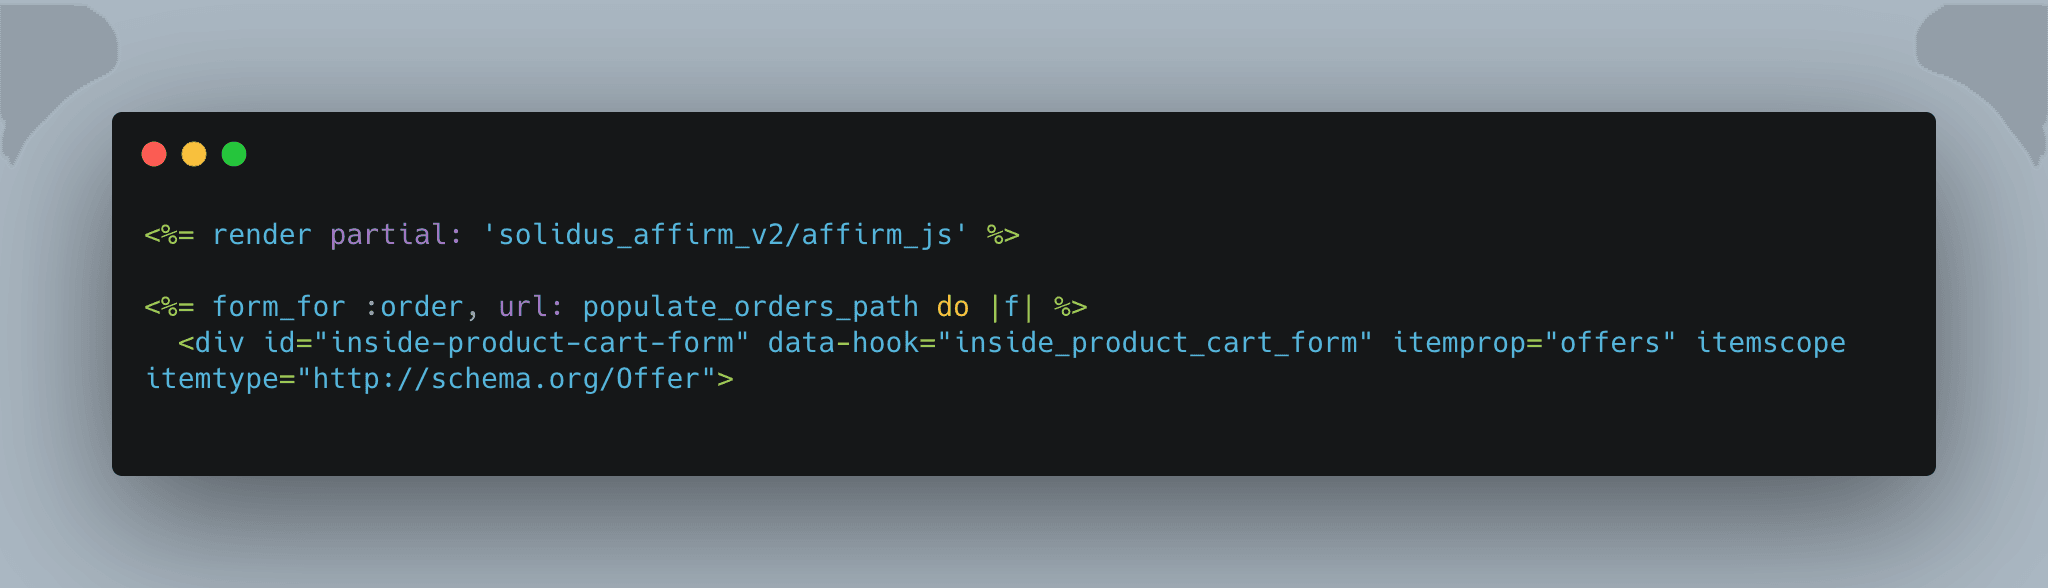 <%= render partial: 'solidus_affirm_v2/affirm_js' %>
<%= form_for :order, url: populate_orders_path do |f| %>
<div id="inside-product-cart-form" data-hook="inside_product_cart_form" itemprop="offers" itemscope
itemtype="http://schema.org/Offer">